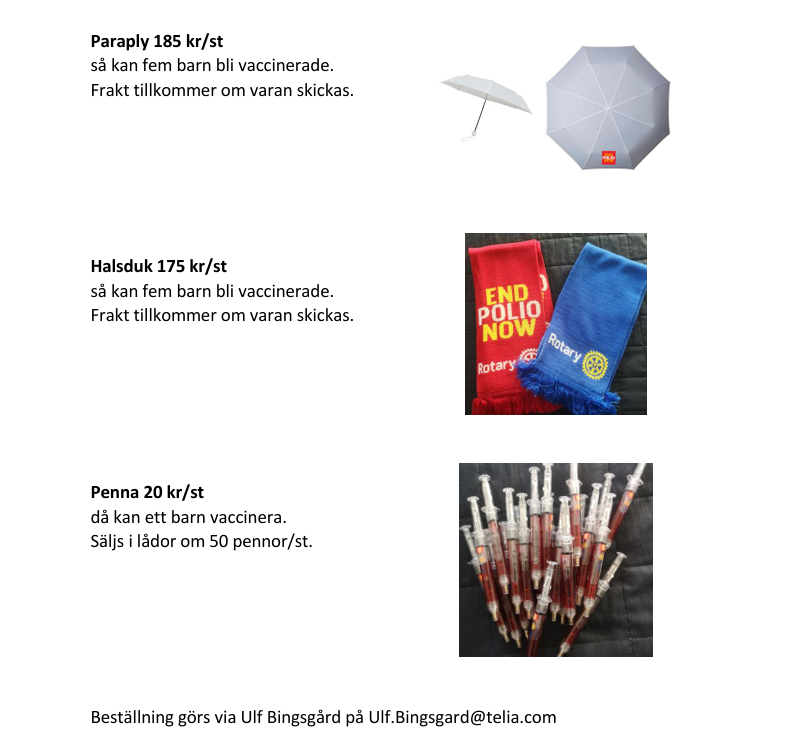 Paraply 185 kr/st
så kan fem barn bli vaccinerade.
Frakt tillkommer om varan skickas.
POLIO
Halsduk 175 kr/st
så kan fem barn bli vaccinerade.
Frakt tillkommer om varan skickas.
END
POLIO
NOW
Rotary
Rotary
Penna 20 kr/st
då kan ett barn vaccinera.
Säljs i lådor om 50 pennor/st.
Beställning görs via Ulf Bingsgård på Ulf.Bingsgard@telia.com